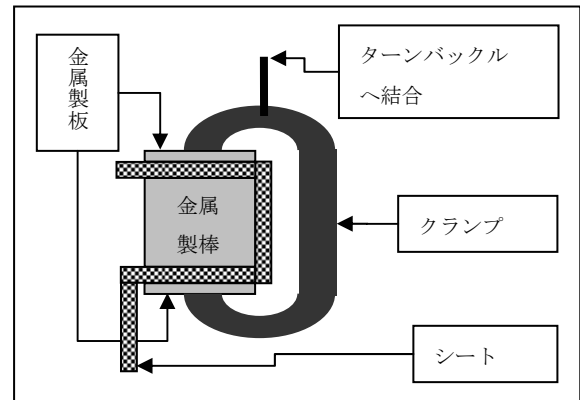 金属製板
ターンバックル
へ結合
金属
製棒
クランプ
シート